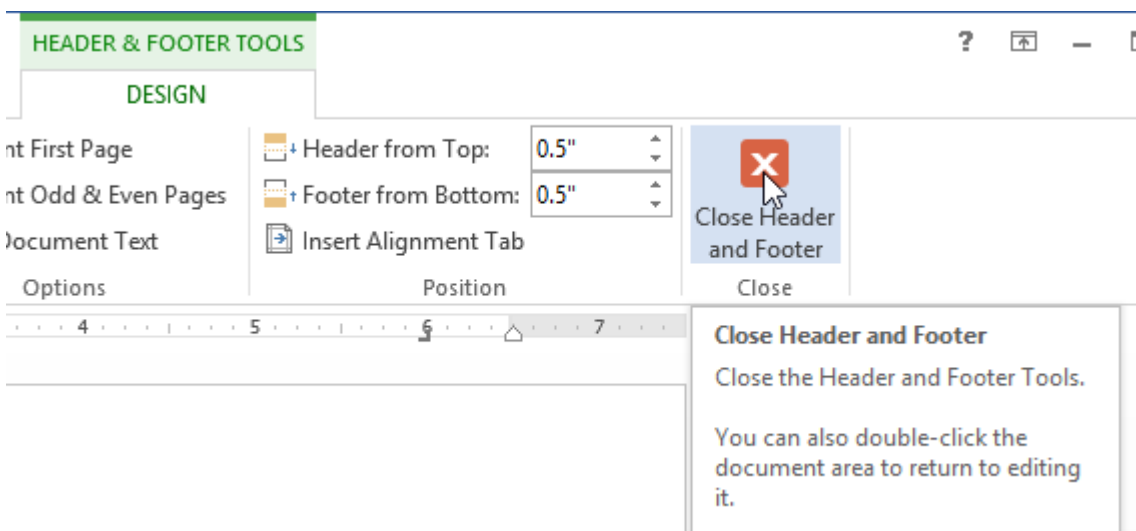 HEADER & FOOTER TOOLS
?
DESIGN
nt First Page
Header from Top: 0.5"
nt Odd & Even Pages
Footer from Bottom: 0.5"
Document Text
Insert Alignment Tab
Close Header
and Footer
Options
Position
Close
4 5 6 7
Close Header and Footer
Close the Header and Footer Tools.
You can also double-click the
document area to return to editing
it.